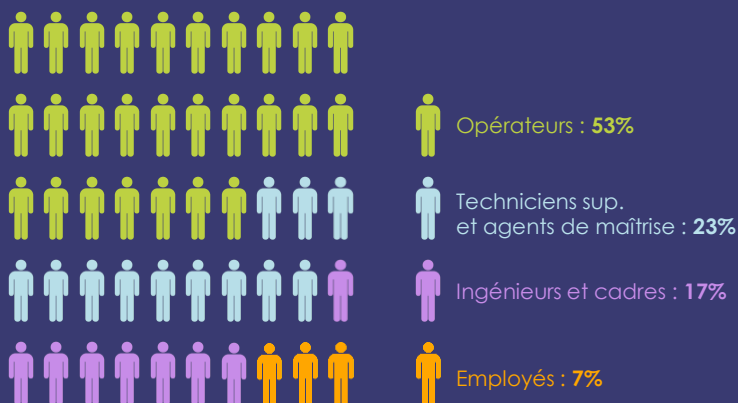 Opérateurs : 53%
Techniciens sup.
et agents de maîtrise : 23%
Ingénieurs et cadres : 17%
Employés : 7%